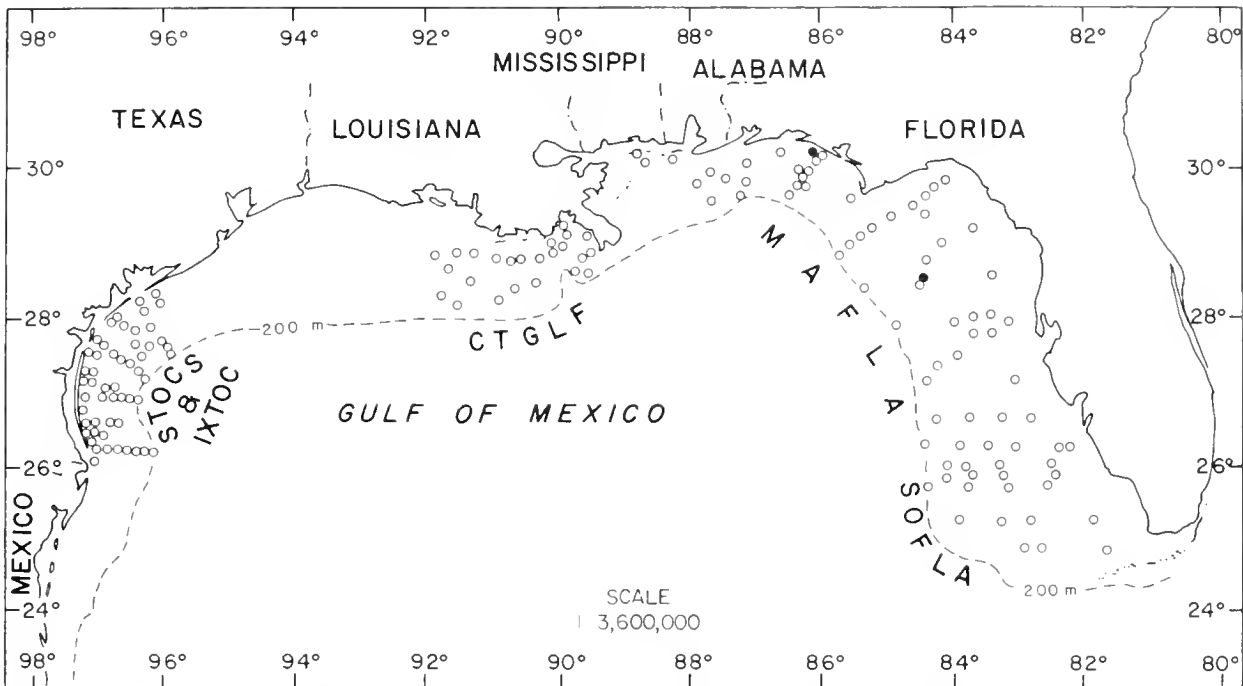 98° 96° 94° 92° 90° 88° 86° 84° 82° 80°
MISSISSIPPI
ALABAMA
TEXAS
LOUISIANA
FLORIDA
30° 30°
MAFLA
28° 28°
200 m
CTGLF
STOCS
&
IXTOC
GULF OF MEXICO
26° 26°
SOFLA
MEXICO
200 m
24° 24°
SCALE
1 3,600,000
98° 96° 94° 92° 90° 88° 86° 84° 82° 80°